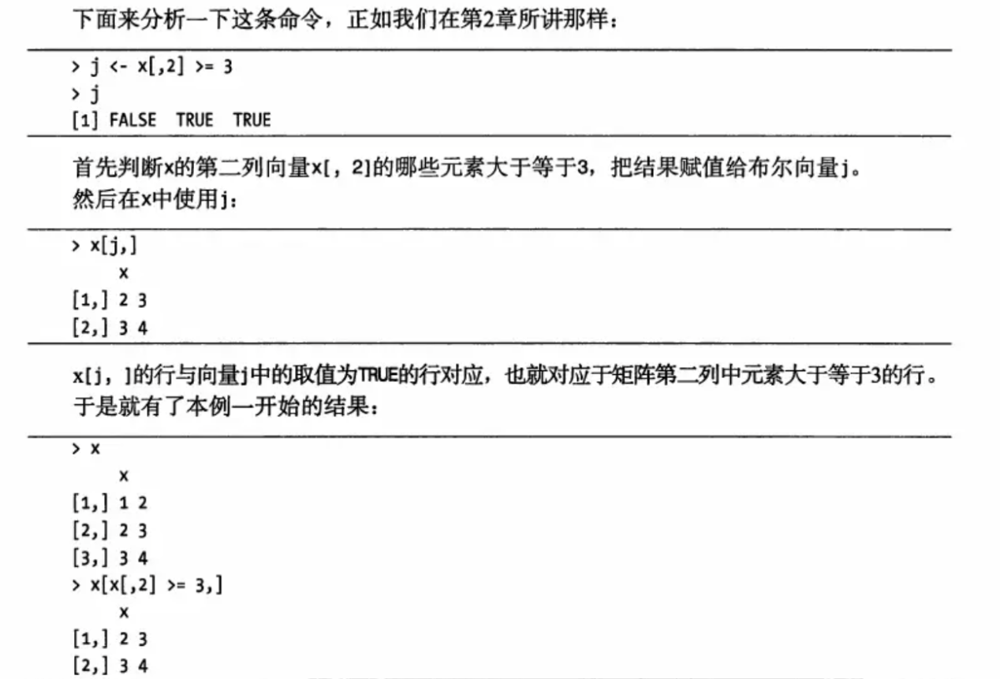 下面来分析一下这条命令，正如我们在第2章所讲那样：
> j <- x[,2] >= 3
> j
[1] FALSE  TRUE  TRUE
首先判断x的第二列向量x[, 2]的哪些元素大于等于3，把结果赋值给布尔向量j。
然后在x中使用j：
> x[j,]
     x
[1,] 2 3
[2,] 3 4
x[j, ]的行与向量j中的取值为TRUE的行对应，也就对应于矩阵第二列中元素大于等于3的行。
于是就有了本例一开始的结果：
> x
     x
[1,] 1 2
[2,] 2 3
[3,] 3 4
> x[x[,2] >= 3,]
     x
[1,] 2 3
[2,] 3 4